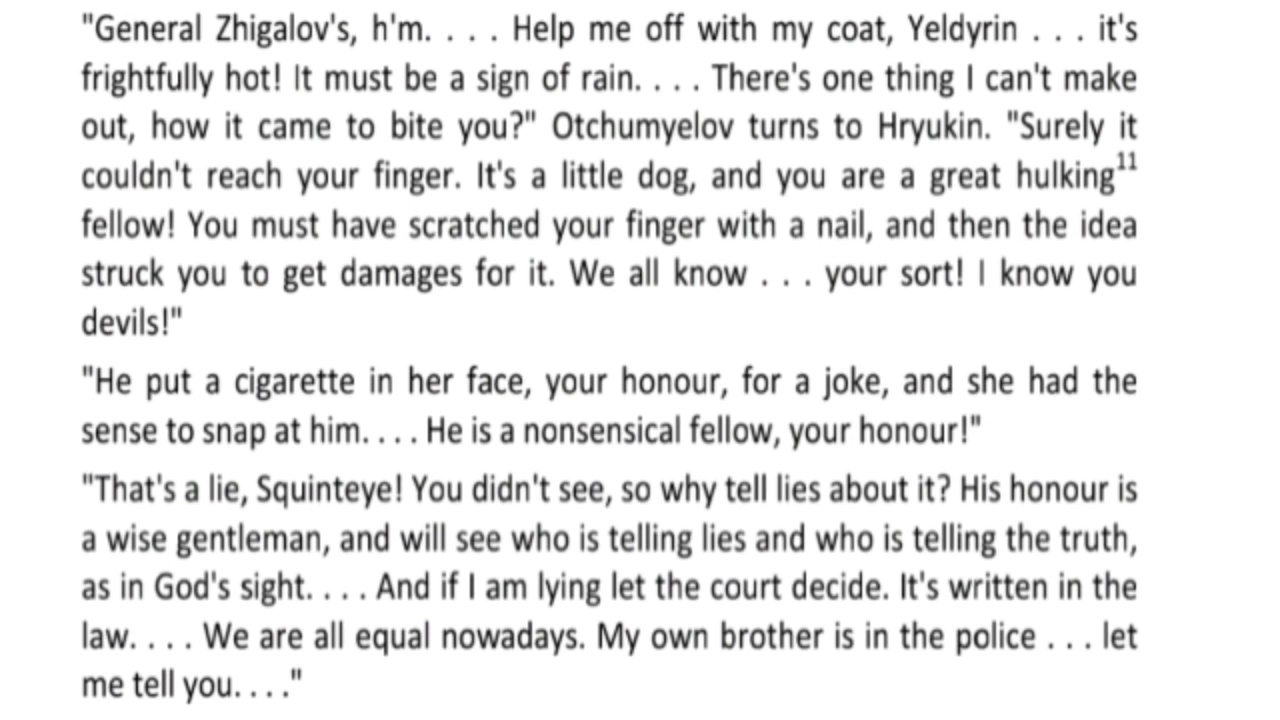 "General Zhigalov's, h'm. . . . Help me off with my coat, Yeldyrin . . . it's
frightfully hot! It must be a sign of rain. . . . There's one thing I can't make
out, how it came to bite you?" Otchumyelov turns to Hryukin. "Surely it
couldn't reach your finger. It's a little dog, and you are a great hulking¹¹
fellow! You must have scratched your finger with a nail, and then the idea
struck you to get damages for it. We all know . . . your sort! I know you
devils!"
"He put a cigarette in her face, your honour, for a joke, and she had the
sense to snap at him. . . . He is a nonsensical fellow, your honour!"
"That's a lie, Squinteye! You didn't see, so why tell lies about it? His honour is
a wise gentleman, and will see who is telling lies and who is telling the truth,
as in God's sight. . . . And if I am lying let the court decide. It's written in the
law. . . . We are all equal nowadays. My own brother is in the police . . . let
me tell you. . . ."